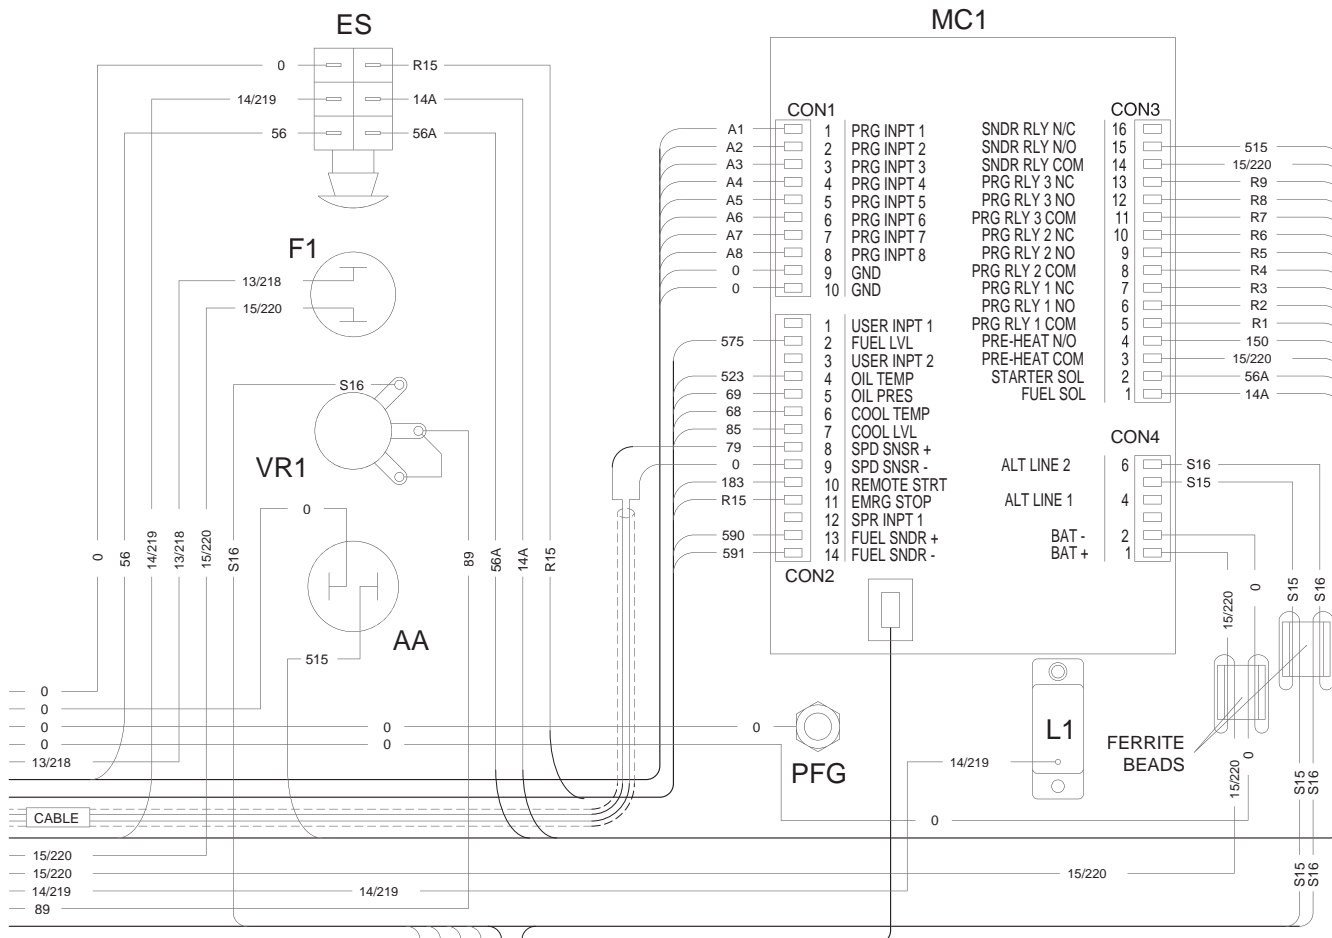 ES
MC1
0 R15
14/219 14A
56 56A
F1
13/218
15/220
S16
VR1
0
AA
515
0
56
14/219
13/218
15/220
S16
89
56A
14A
R15
CON1
A1 1 PRG INPT 1
A2 2 PRG INPT 2
A3 3 PRG INPT 3
A4 4 PRG INPT 4
A5 5 PRG INPT 5
A6 6 PRG INPT 6
A7 7 PRG INPT 7
A8 8 PRG INPT 8
0 9 GND
0 10 GND
1 USER INPT 1
575 2 FUEL LVL
3 USER INPT 2
523 4 OIL TEMP
69 5 OIL PRES
68 6 COOL TEMP
85 7 COOL LVL
79 8 SPD SNSR +
0 9 SPD SNSR -
183 10 REMOTE STRT
R15 11 EMRG STOP
12 SPR INPT 1
590 13 FUEL SNDR +
591 14 FUEL SNDR -
CON2
CON3
SNDR RLY N/C 16
SNDR RLY N/O 15 515
SNDR RLY COM 14 15/220
PRG RLY 3 NC 13 R9
PRG RLY 3 NO 12 R8
PRG RLY 3 COM 11 R7
PRG RLY 2 NC 10 R6
PRG RLY 2 NO 9 R5
PRG RLY 2 COM 8 R4
PRG RLY 1 NC 7 R3
PRG RLY 1 NO 6 R2
PRG RLY 1 COM 5 R1
PRE-HEAT N/O 4 150
PRE-HEAT COM 3 15/220
STARTER SOL 2 56A
FUEL SOL 1 14A
CON4
ALT LINE 2 6 S16
S15
ALT LINE 1 4
BAT - 2
BAT + 1
15/220
0
S15
S16
FERRITE
BEADS
L1
14/219
PFG
0
0
0
0 0
0 0
13/218
CABLE
0
15/220
0
S15
S16
15/220
15/220 15/220
14/219 14/219
89
S15
S16